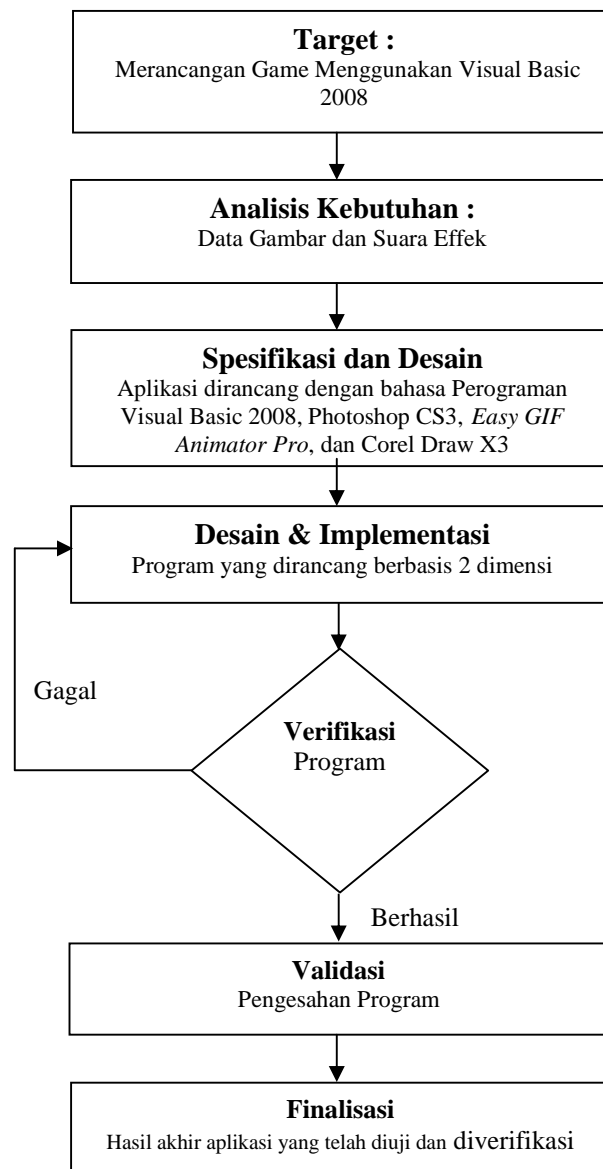 Target :
Merancangan Game Menggunakan Visual Basic
2008
Analisis Kebutuhan :
Data Gambar dan Suara Effek
Spesifikasi dan Desain
Aplikasi dirancang dengan bahasa Perograman
Visual Basic 2008, Photoshop CS3, Easy GIF
Animator Pro, dan Corel Draw X3
Desain & Implementasi
Program yang dirancang berbasis 2 dimensi
Gagal
Verifikasi
Program
Berhasil
Validasi
Pengesahan Program
Finalisasi
Hasil akhir aplikasi yang telah diuji dan diverifikasi